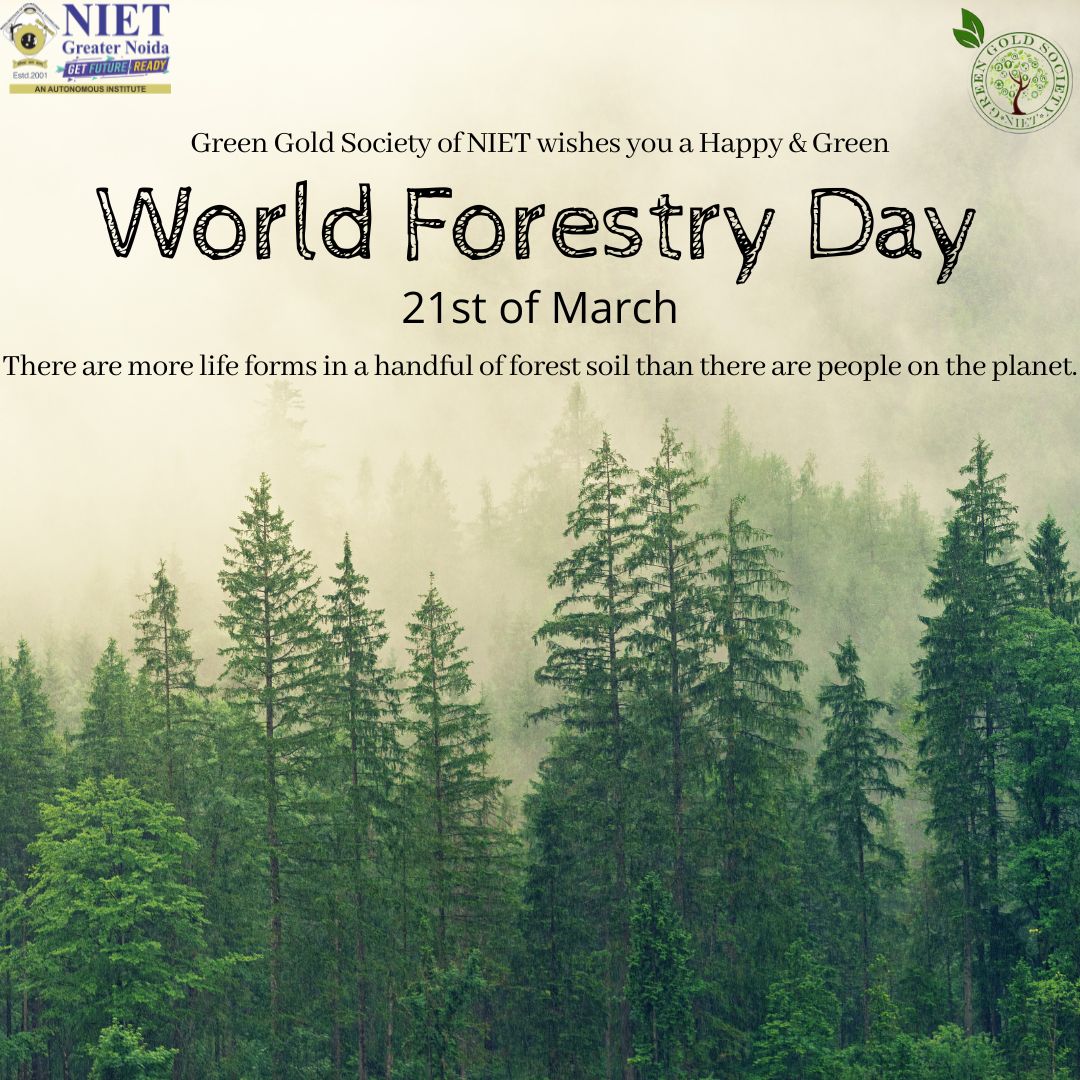 NIET
Greater Noida
GET FUTURE READY
Estd.2001
AN AUTONOMOUS INSTITUTE
GREEN GOLD SOCIETY
NIET
Green Gold Society of NIET wishes you a Happy & Green
World Forestry Day
21st of March
There are more life forms in a handful of forest soil than there are people on the planet.